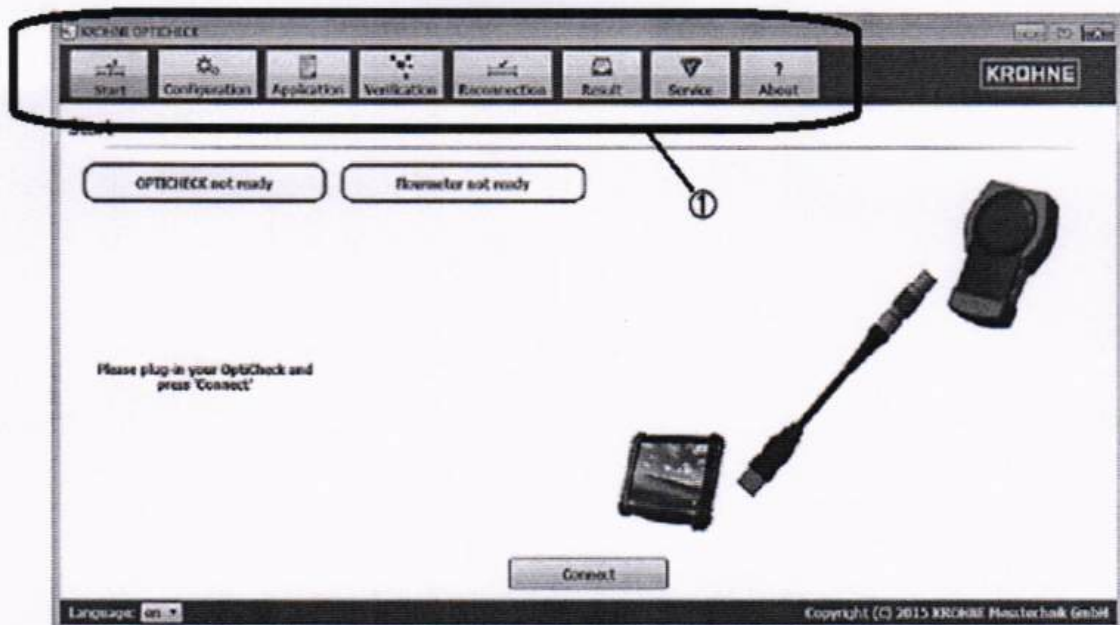 KROHNE OPTICHECK
Start Configuration Application Verification Reconnection Result Service ? About
KROHNE
Start
OPTICHECK not ready Flowmeter not ready
①
Please plug-in your OptiCheck and
press 'Connect'
Connect
Language: en Copyright (C) 2015 KROHNE Messtechnik GmbH